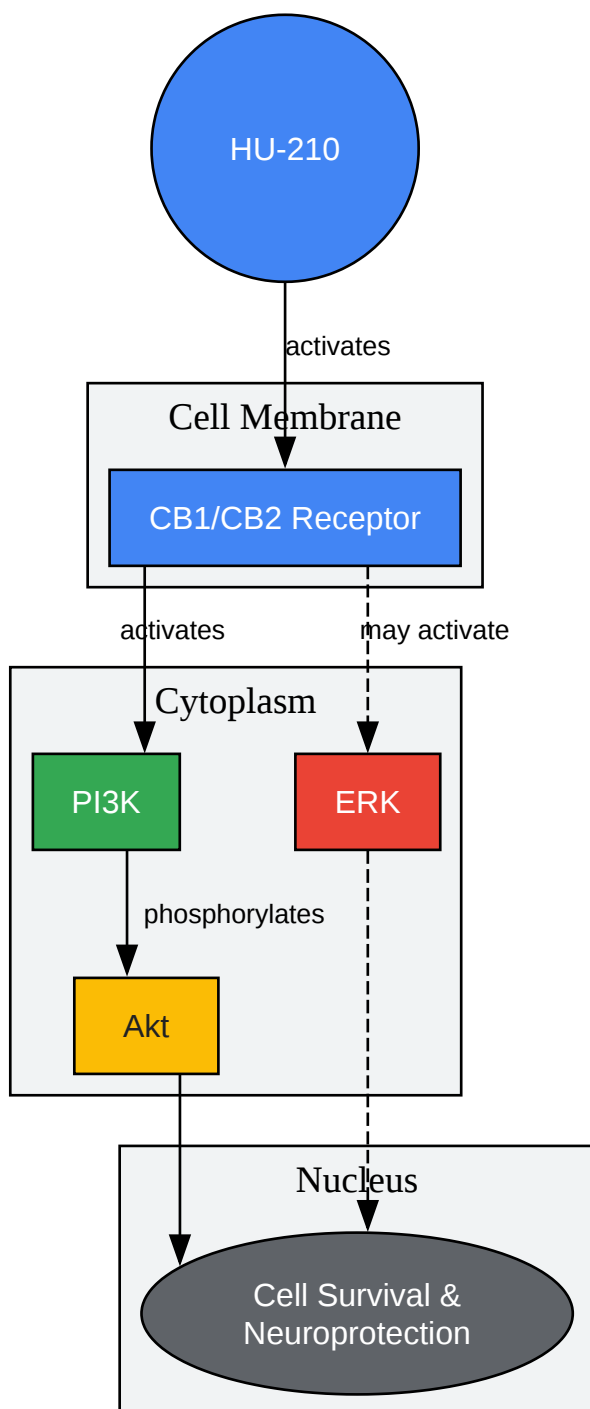 HU-210
activates
Cell Membrane
CB1/CB2 Receptor
activates
may activate
Cytoplasm
PI3K
ERK
phosphorylates
Akt
Nucleus
Cell Survival &
Neuroprotection